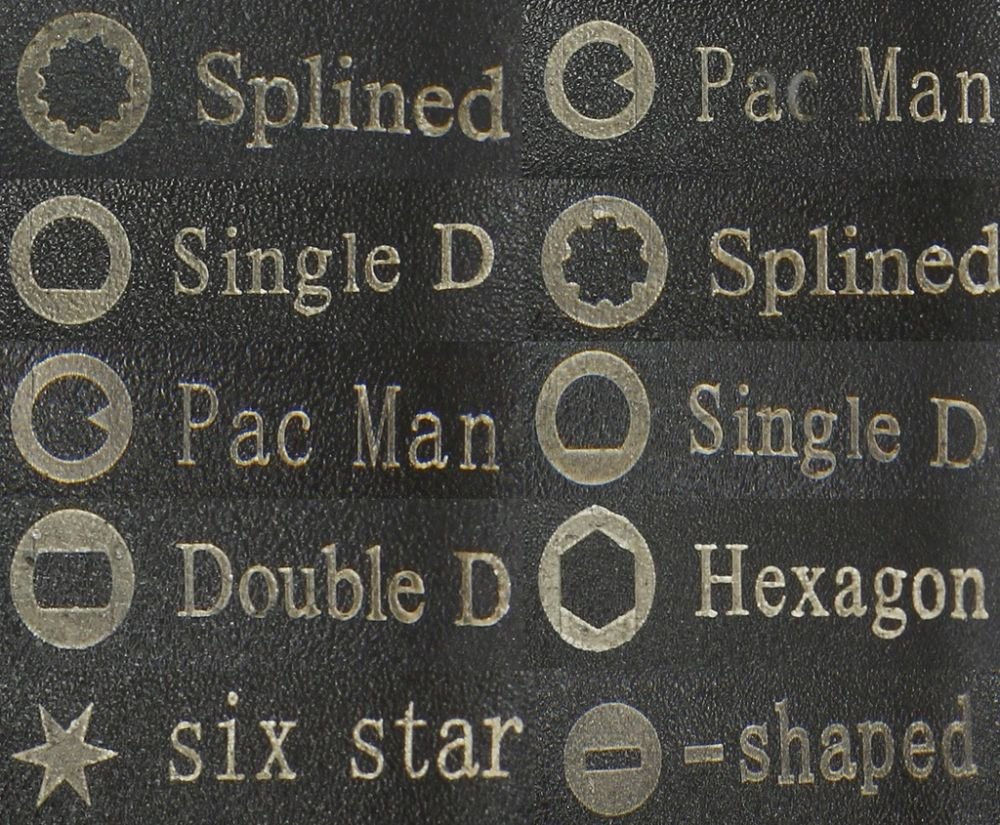 Splined
Pac Man
Single D
Splined
Pac Man
Single D
Double D
Hexagon
six star
-shaped